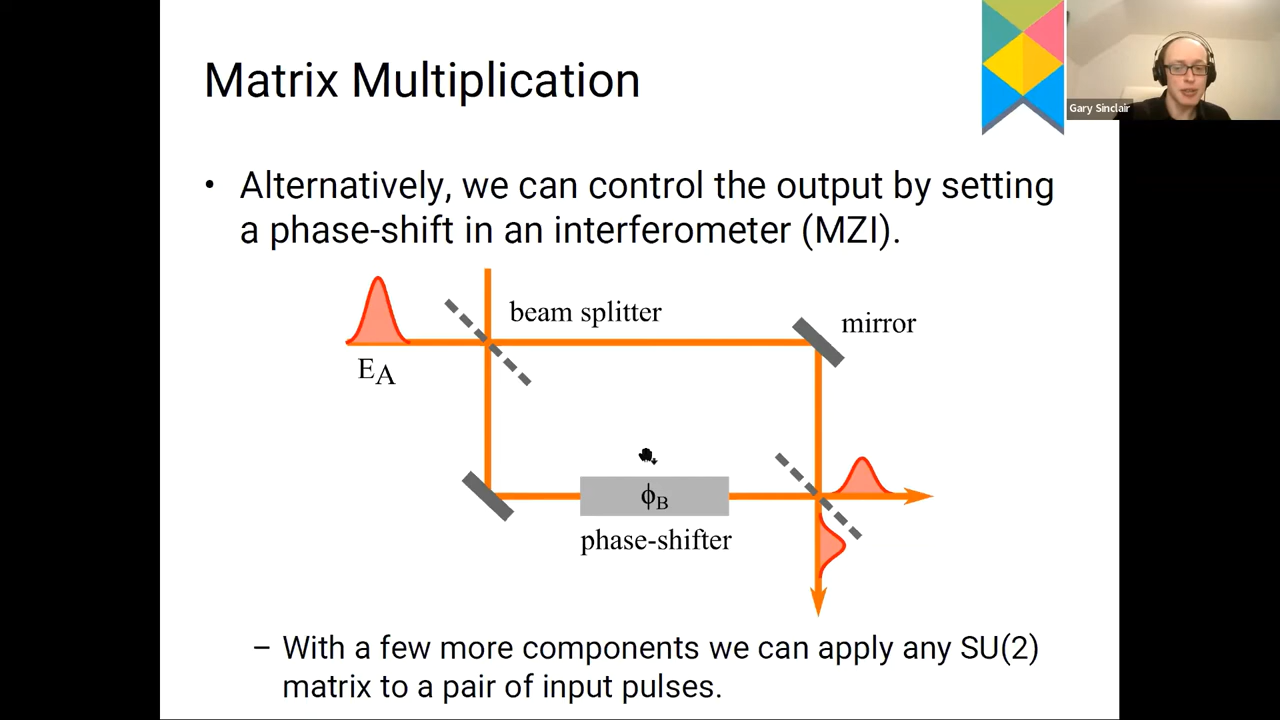 Matrix Multiplication
Gary Sinclair
• Alternatively, we can control the output by setting
a phase-shift in an interferometer (MZI).
beam splitter
mirror
EA
ϕB
phase-shifter
– With a few more components we can apply any SU(2)
matrix to a pair of input pulses.